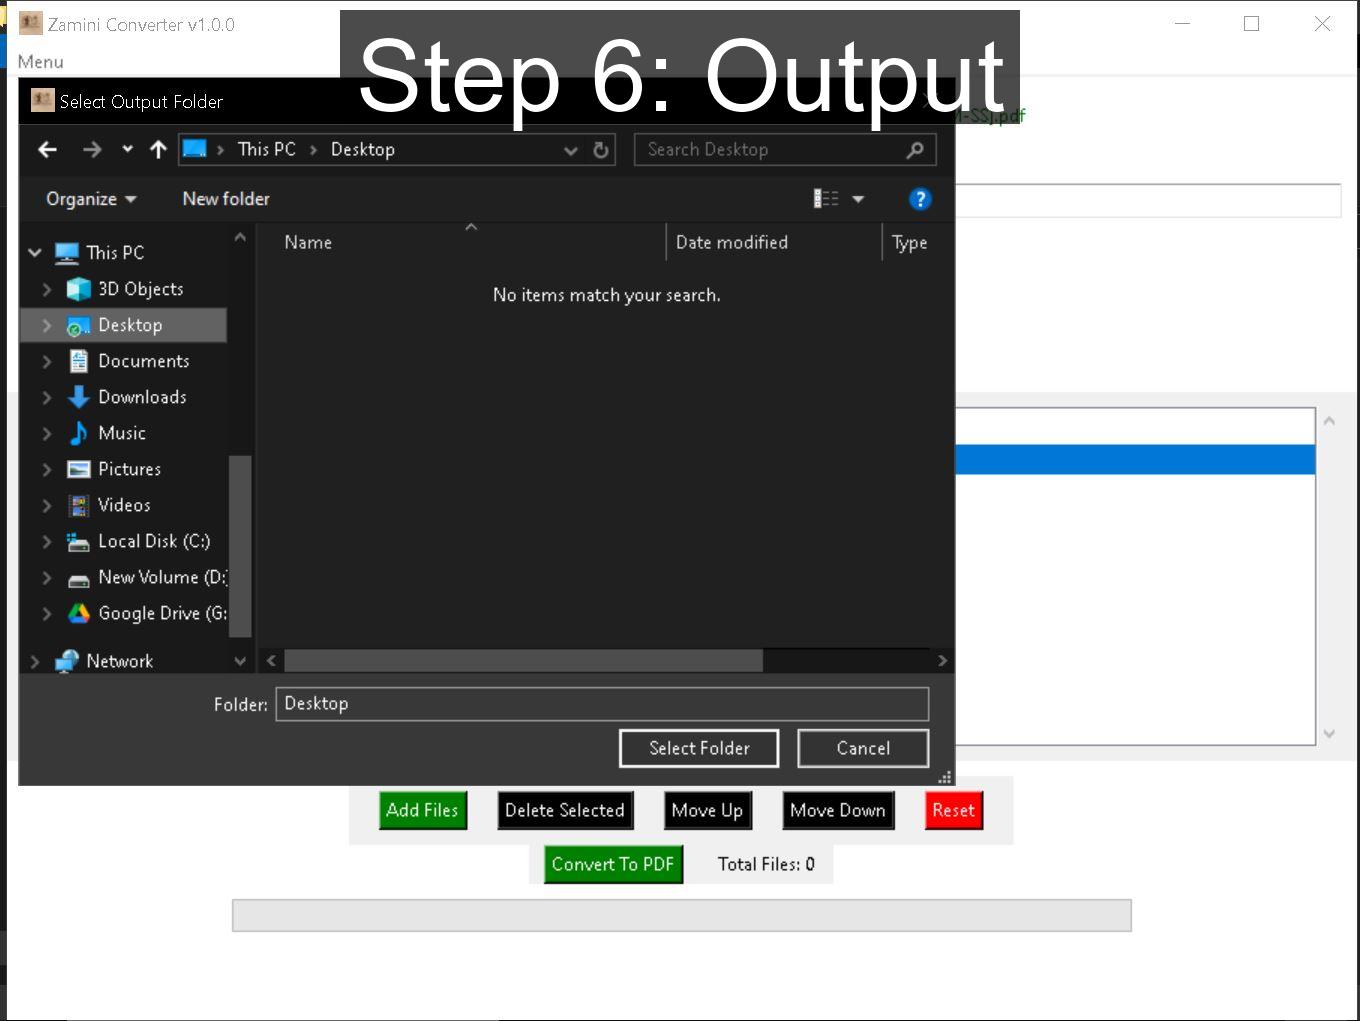 Zamini Converter v1.0.0
Menu
Step 6: Output
Select Output Folder
M-SSj.pdf
This PC
Desktop
Search Desktop
Organize
New folder
?
Name
Date modified
Type
No items match your search.
This PC
3D Objects
Desktop
Documents
Downloads
Music
Pictures
Videos
Local Disk (C:)
New Volume (D:)
Google Drive (G:
Network
Folder:
Desktop
Select Folder
Cancel
Add Files
Delete Selected
Move Up
Move Down
Reset
Convert To PDF
Total Files: 0